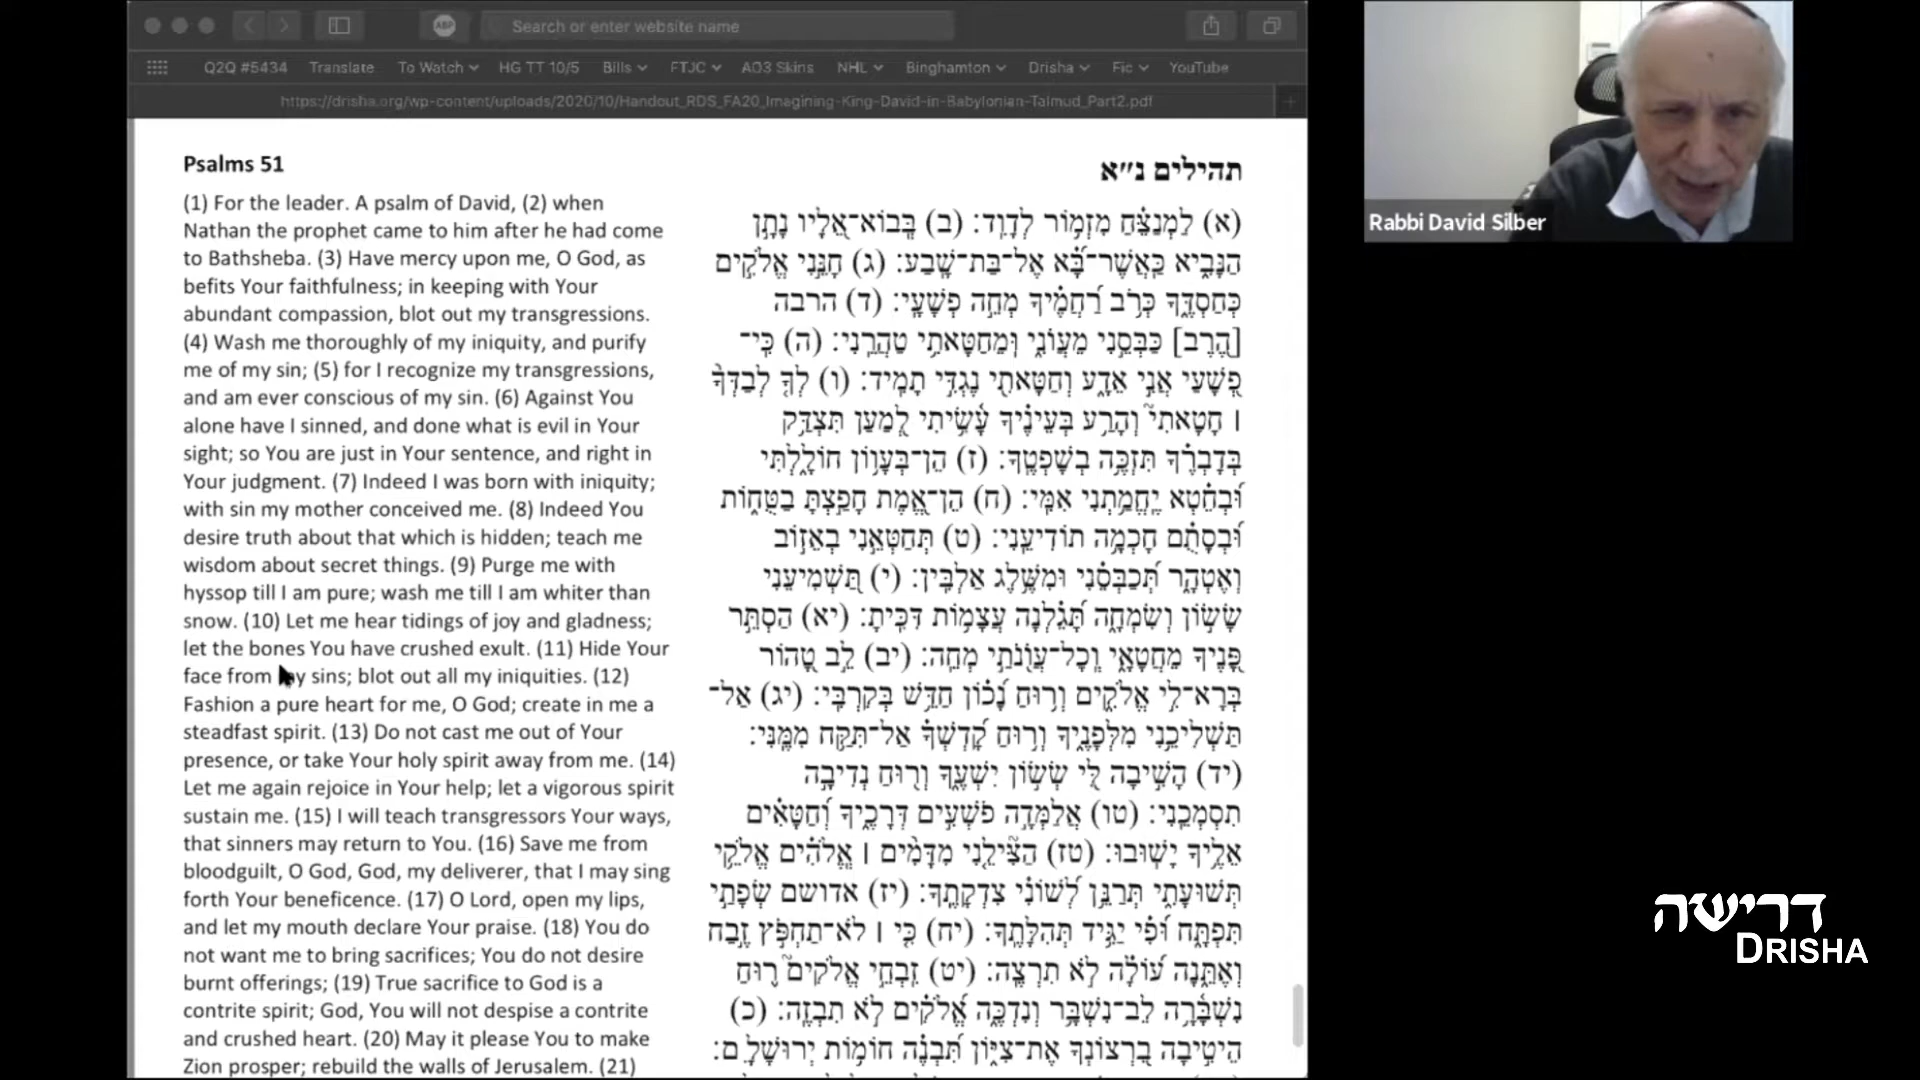 ABP
Search or enter website name
Q2Q #5434 Translate To Watch HG TT 10/5 Bills FTJC AO3 Skins NHL Binghamton Drisha Fic YouTube
https://drisha.org/wp-content/uploads/2020/10/Handout_RDS_FA20_Imagining-King-David-in-Babylonian-Talmud_Part2.pdf
Psalms 51
(1) For the leader. A psalm of David, (2) when
Nathan the prophet came to him after he had come
to Bathsheba. (3) Have mercy upon me, O God, as
befits Your faithfulness; in keeping with Your
abundant compassion, blot out my transgressions.
(4) Wash me thoroughly of my iniquity, and purify
me of my sin; (5) for I recognize my transgressions,
and am ever conscious of my sin. (6) Against You
alone have I sinned, and done what is evil in Your
sight; so You are just in Your sentence, and right in
Your judgment. (7) Indeed I was born with iniquity;
with sin my mother conceived me. (8) Indeed You
desire truth about that which is hidden; teach me
wisdom about secret things. (9) Purge me with
hyssop till I am pure; wash me till I am whiter than
snow. (10) Let me hear tidings of joy and gladness;
let the bones You have crushed exult. (11) Hide Your
face from my sins; blot out all my iniquities. (12)
Fashion a pure heart for me, O God; create in me a
steadfast spirit. (13) Do not cast me out of Your
presence, or take Your holy spirit away from me. (14)
Let me again rejoice in Your help; let a vigorous spirit
sustain me. (15) I will teach transgressors Your ways,
that sinners may return to You. (16) Save me from
bloodguilt, O God, God, my deliverer, that I may sing
forth Your beneficence. (17) O Lord, open my lips,
and let my mouth declare Your praise. (18) You do
not want me to bring sacrifices; You do not desire
burnt offerings; (19) True sacrifice to God is a
contrite spirit; God, You will not despise a contrite
and crushed heart. (20) May it please You to make
Zion prosper; rebuild the walls of Jerusalem. (21)
תהילים נ״א
(א) לַמְנַצֵּ֗חַ מִזְמ֥וֹר לְדָוִֽד׃ (ב) בְּֽבוֹא־אֵ֭לָיו נָתָ֣ן
הַנָּבִ֑יא כַּֽאֲשֶׁר־בָּ֝֗א אֶל־בַּת־שָֽׁבַע׃ (ג) חׇנֵּ֣נִי אֱלֹקִ֣ים
כְּחַסְדֶּ֑ךָ כְּרֹ֥ב רַ֝חֲמֶ֗יךָ מְחֵ֣ה פְשָׁעָֽי׃ (ד) הרבה
[הֶ֭רֶב] כַּבְּסֵ֣נִי מֵעֲוֺנִ֑י וּֽמֵחַטָּאתִ֥י טַהֲרֵֽנִי׃ (ה) כִּֽי־
פְ֭שָׁעַי אֲנִ֣י אֵדָ֑ע וְחַטָּאתִ֖י נֶגְדִּ֣י תָמִֽיד׃ (ו) לְךָ֤ לְבַדְּךָ֨
׀ חָטָאתִי֮ וְהָרַ֥ע בְּעֵינֶ֗יךָ עָ֫שִׂ֥יתִי לְ֭מַעַן תִּצְדַּ֥ק
בְּדׇבְרֶ֗ךָ תִּזְכֶּ֥ה בְשׇׁפְטֶֽךָ׃ (ז) הֵן־בְּעָו֥וֹן חוֹלָ֑לְתִּי
וּ֝בְחֵ֗טְא יֶחֱמַ֥תְנִי אִמִּֽי׃ (ח) הֵן־אֱ֭מֶת חָפַ֣צְתָּ בַטֻּח֑וֹת
וּ֝בְסָתֻ֗ם חׇכְמָ֥ה תוֹדִיעֵֽנִי׃ (ט) תְּחַטְּאֵ֣נִי בְאֵז֣וֹב
וְאֶטְהָ֑ר תְּ֝כַבְּסֵ֗נִי וּמִשֶּׁ֥לֶג אַלְבִּֽין׃ (י) תַּ֭שְׁמִיעֵנִי
שָׂשׂ֣וֹן וְשִׂמְחָ֑ה תָּ֝גֵ֗לְנָה עֲצָמ֥וֹת דִּכִּֽיתָ׃ (יא) הַסְתֵּ֣ר
פָּ֭נֶיךָ מֵחֲטָאָ֑י וְֽכׇל־עֲוֺ֖נֹתַ֣י מְחֵֽה׃ (יב) לֵ֣ב טָ֭הוֹר
בְּרָא־לִ֣י אֱלֹקִ֑ים וְר֥וּחַ נָ֝כ֗וֹן חַדֵּ֥שׁ בְּקִרְבִּֽי׃ (יג) אַל־
תַּשְׁלִיכֵ֥נִי מִלְּפָנֶ֑יךָ וְר֥וּחַ קׇ֝דְשְׁךָ֗ אַל־תִּקַּ֥ח מִמֶּֽנִּי׃
(יד) הָשִׁ֣יבָה לִּ֭י שְׂשׂ֣וֹן יִשְׁעֶ֑ךָ וְר֖וּחַ נְדִיבָ֣ה
תִסְמְכֵֽנִי׃ (טו) אֲלַמְּדָ֣ה פֹשְׁעִ֣ים דְּרָכֶ֑יךָ וְ֝חַטָּאִ֗ים
אֵלֶ֥יךָ יָשֽׁוּבוּ׃ (טז) הַצִּ֘ילֵ֤נִי מִדָּמִ֨ים ׀ אֱֽלֹהִ֗ים אֱלֹקֵ֥י
תְּשׁוּעָתִ֑י תְּרַנֵּ֥ן לְ֝שׁוֹנִ֗י צִדְקָתֶֽךָ׃ (יז) אדושם שְׂפָתַ֣י
תִּפְתָּ֑ח וּ֝פִ֗י יַגִּ֥יד תְּהִלָּתֶֽךָ׃ (יח) כִּ֤י ׀ לֹא־תַחְפֹּ֣ץ זֶ֣בַח
וְאֶתֵּ֑נָה ע֝וֹלָ֗ה לֹ֣א תִרְצֶֽה׃ (יט) זִֽבְחֵ֣י אֱלֹקִים֮ ר֤וּחַ
נִשְׁבָּ֫רָ֥ה לֵב־נִשְׁבָּ֥ר וְנִדְכֶּ֑ה אֱ֝לֹקִ֗ים לֹ֣א תִבְזֶֽה׃ (כ)
הֵיטִ֣יבָה בִ֭רְצוֹנְךָ אֶת־צִיּ֑וֹן תִּ֝בְנֶ֗ה חוֹמ֥וֹת יְרוּשָׁלָֽ͏ִם׃
Rabbi David Silber
דרישה
DRISHA